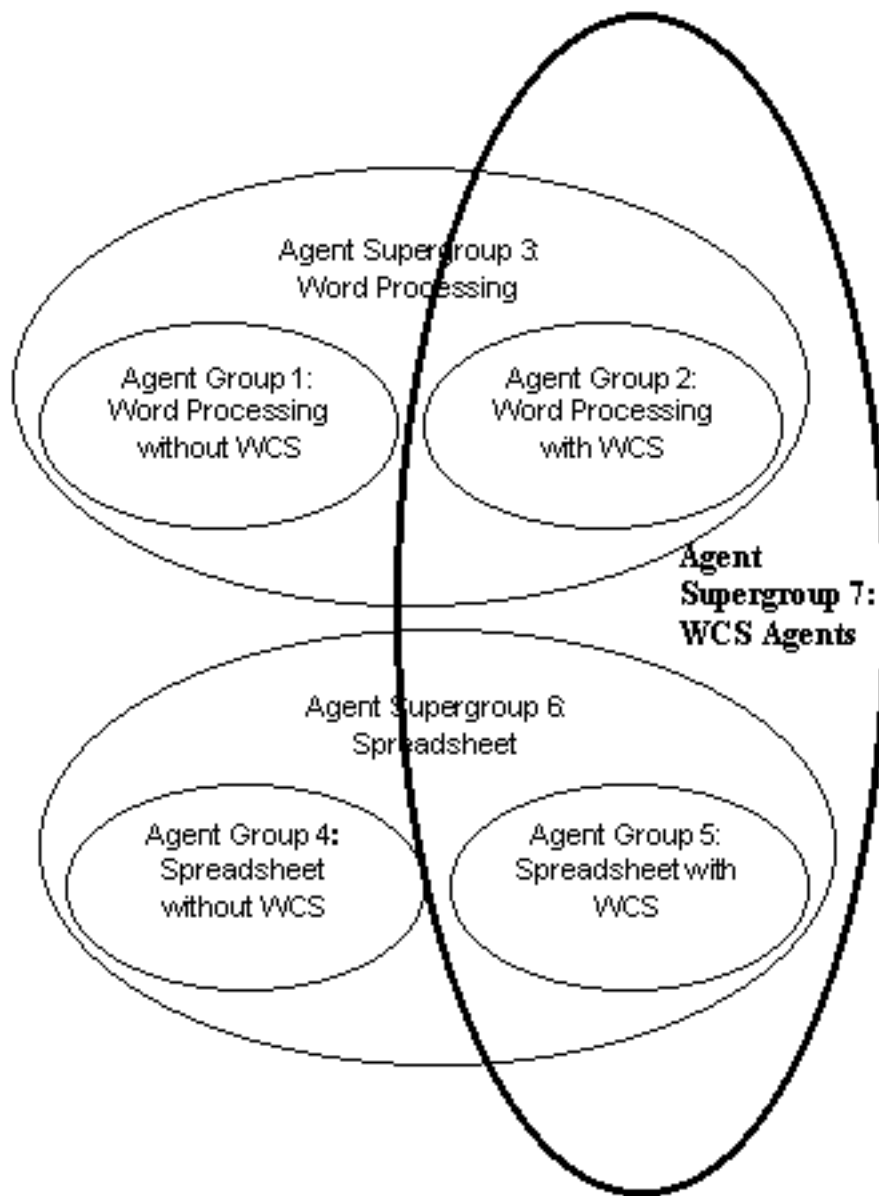 Agent Supergroup 3:
Word Processing
Agent Group 1:
Word Processing
without WCS
Agent Group 2:
Word Processing
with WCS
Agent
Supergroup 7:
WCS Agents
Agent Supergroup 6:
Spreadsheet
Agent Group 4:
Spreadsheet
without WCS
Agent Group 5:
Spreadsheet with
WCS